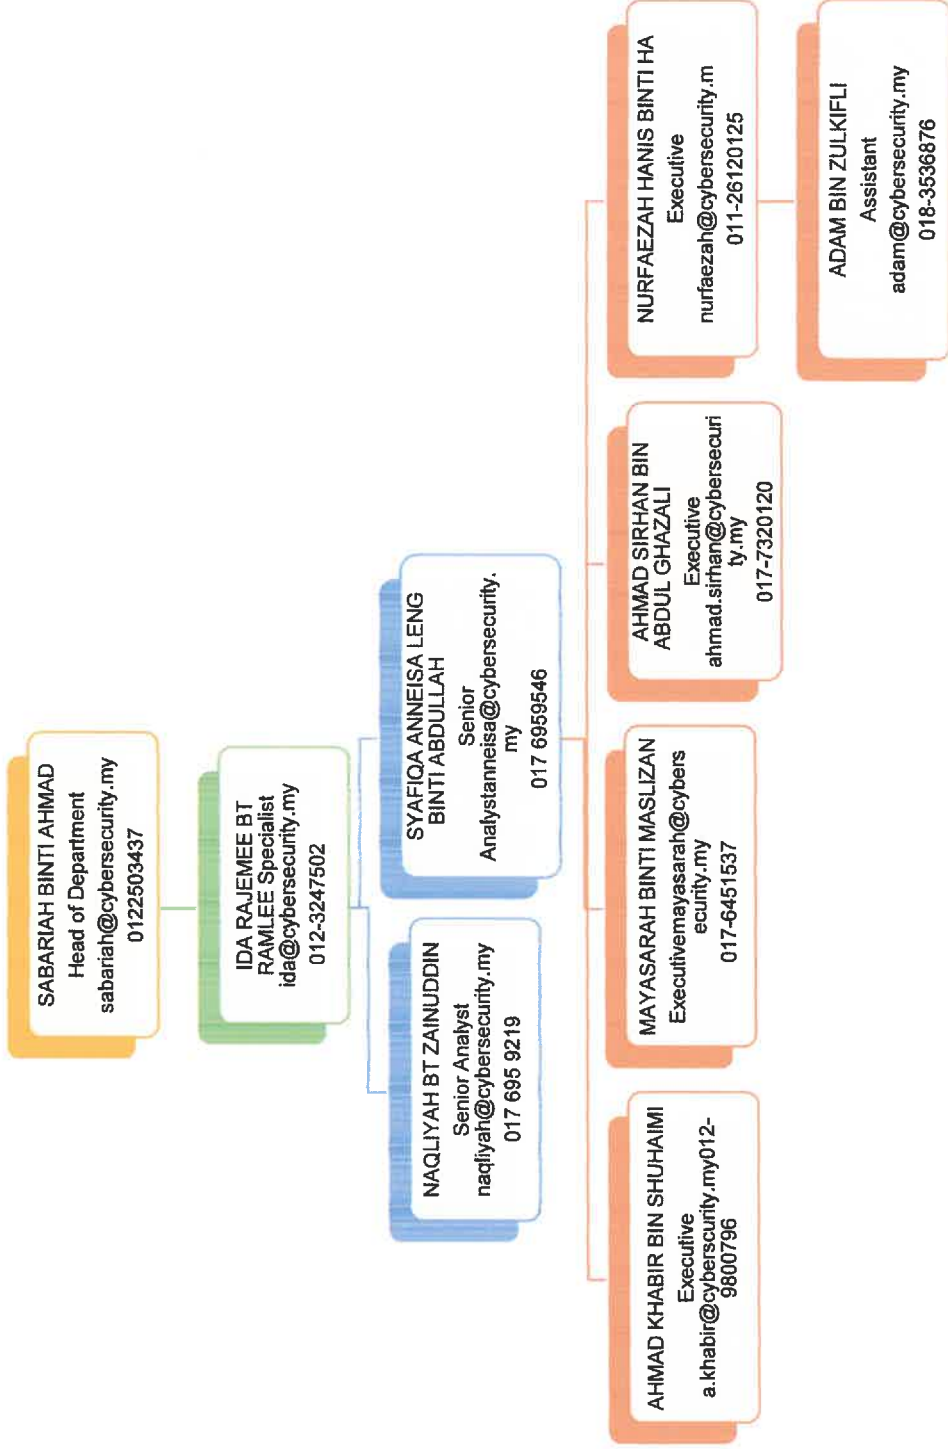 SABARIAH BINTI AHMAD
Head of Department
sabariah@cybersecurity.my
0122503437
IDA RAJEMEE BT
RAMLEE Specialist
ida@cybersecurity.my
012-3247502
NAQLIYAH BT ZAINUDDIN
Senior Analyst
naqliyah@cybersecurity.my
017 695 9219
SYAFIQA ANNEISA LENG
BINTI ABDULLAH
Senior
Analystanneisa@cybersecurity.
my
017 6959546
AHMAD KHABIR BIN SHUHAIMI
Executive
a.khabir@cyberscurity.my012-
9800796
MAYASARAH BINTI MASLIZAN
Executivemayasarah@cybers
ecurity.my
017-6451537
AHMAD SIRHAN BIN
ABDUL GHAZALI
Executive
ahmad.sirhan@cybersecuri
ty.my
017-7320120
NURFAEZAH HANIS BINTI HA
Executive
nurfaezah@cybersecurity.m
011-26120125
ADAM BIN ZULKIFLI
Assistant
adam@cybersecurity.my
018-3536876